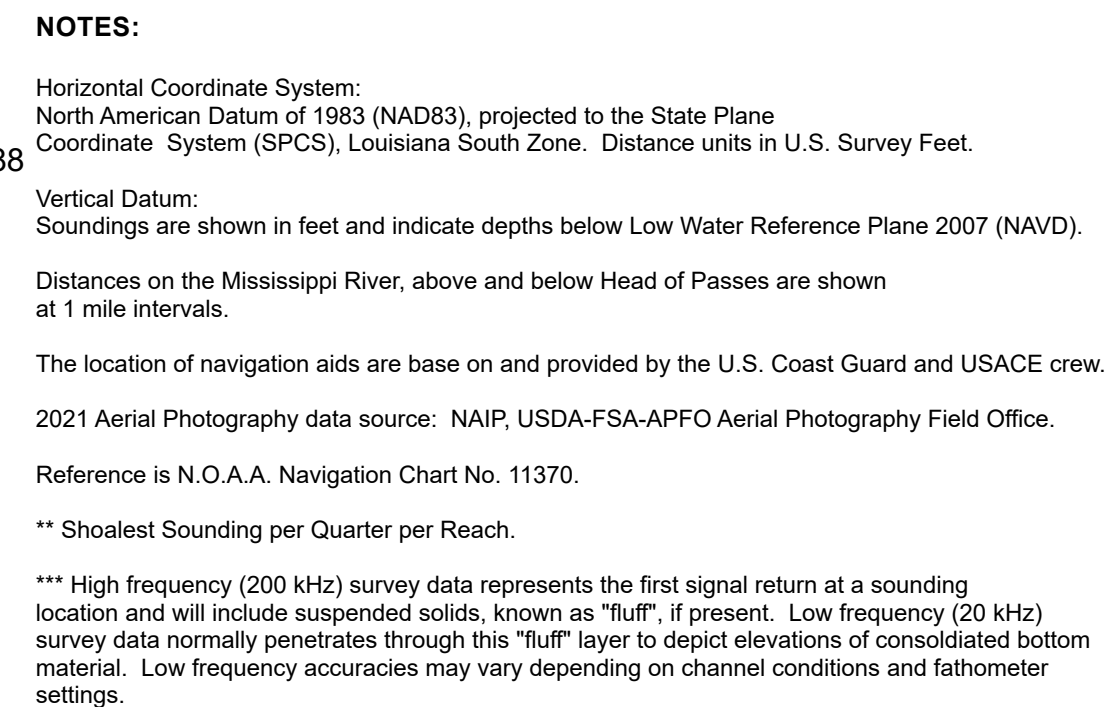 NOTES:
Horizontal Coordinate System:
North American Datum of 1983 (NAD83), projected to the State Plane
Coordinate  System (SPCS), Louisiana South Zone.  Distance units in U.S. Survey Feet.
38
Vertical Datum:
Soundings are shown in feet and indicate depths below Low Water Reference Plane 2007 (NAVD).
Distances on the Mississippi River, above and below Head of Passes are shown
at 1 mile intervals.
The location of navigation aids are base on and provided by the U.S. Coast Guard and USACE crew.
2021 Aerial Photography data source:  NAIP, USDA-FSA-APFO Aerial Photography Field Office.
Reference is N.O.A.A. Navigation Chart No. 11370.
** Shoalest Sounding per Quarter per Reach.
*** High frequency (200 kHz) survey data represents the first signal return at a sounding
location and will include suspended solids, known as "fluff", if present.  Low frequency (20 kHz)
survey data normally penetrates through this "fluff" layer to depict elevations of consoldiated bottom
material.  Low frequency accuracies may vary depending on channel conditions and fathometer
settings.